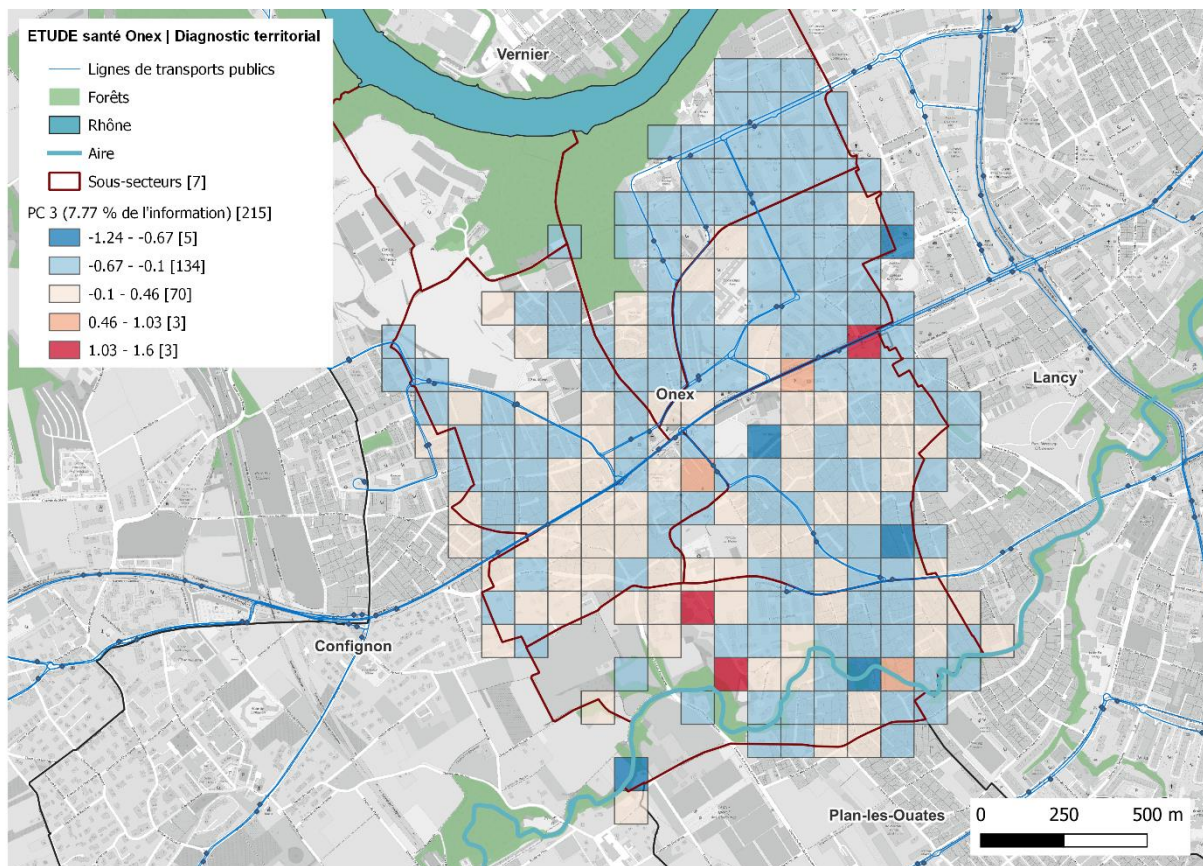 ETUDE santé Onex | Diagnostic territorial
Lignes de transports publics
Forêts
Rhône
Aire
Sous-secteurs [7]
PC 3 (7.77 % de l'information) [215]
-1.24 - -0.67 [5]
-0.67 - -0.1 [134]
-0.1 - 0.46 [70]
0.46 - 1.03 [3]
1.03 - 1.6 [3]
Vernier
Onex
Lancy
Confignon
Plan-les-Ouates
0 250 500 m